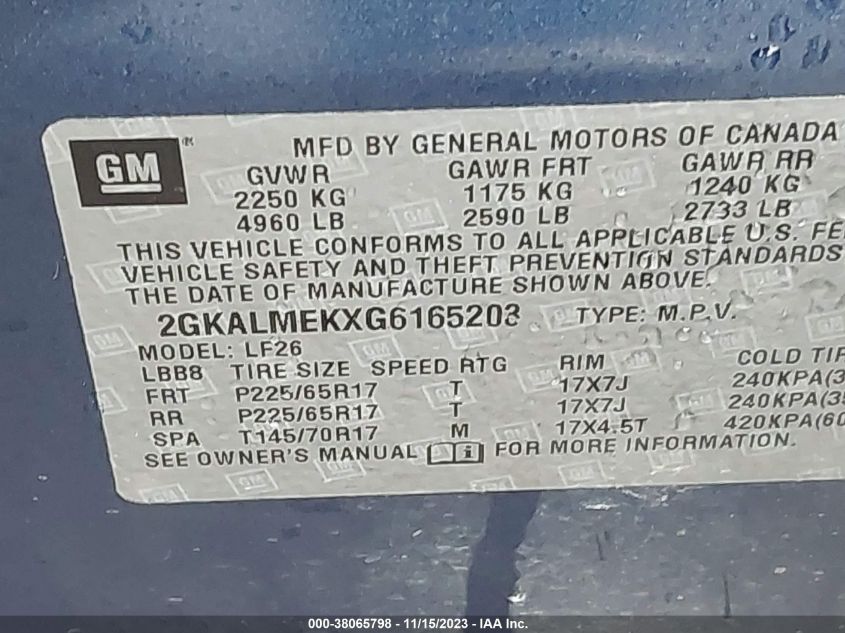 GM ® MFD BY GENERAL MOTORS OF CANADA
GVWR GAWR FRT GAWR RR
2250 KG 1175 KG 1240 KG
4960 LB 2590 LB 2733 LB
THIS VEHICLE CONFORMS TO ALL APPLICABLE U.S. FE
VEHICLE SAFETY AND THEFT PREVENTION STANDARDS
THE DATE OF MANUFACTURE SHOWN ABOVE.
2GKALMEKXG6165203 TYPE: M.P.V.
MODEL: LF26
LBB8 TIRE SIZE SPEED RTG RIM COLD TIR
FRT P225/65R17 T 17X7J 240KPA(3
RR P225/65R17 T 17X7J 240KPA(35
SPA T145/70R17 M 17X4.5T 420KPA(60
SEE OWNER'S MANUAL i FOR MORE INFORMATION.
000-38065798 - 11/15/2023 - IAA Inc.